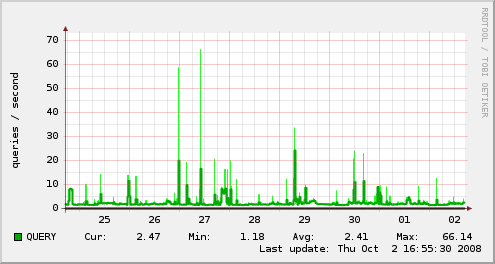 RRDTOOL / TOBI OETIKER
queries / second
70
60
50
40
30
20
10
0
25 26 27 28 29 30 01 02
QUERY Cur: 2.47 Min: 1.18 Avg: 2.41 Max: 66.14
Last update: Thu Oct 2 16:55:30 2008